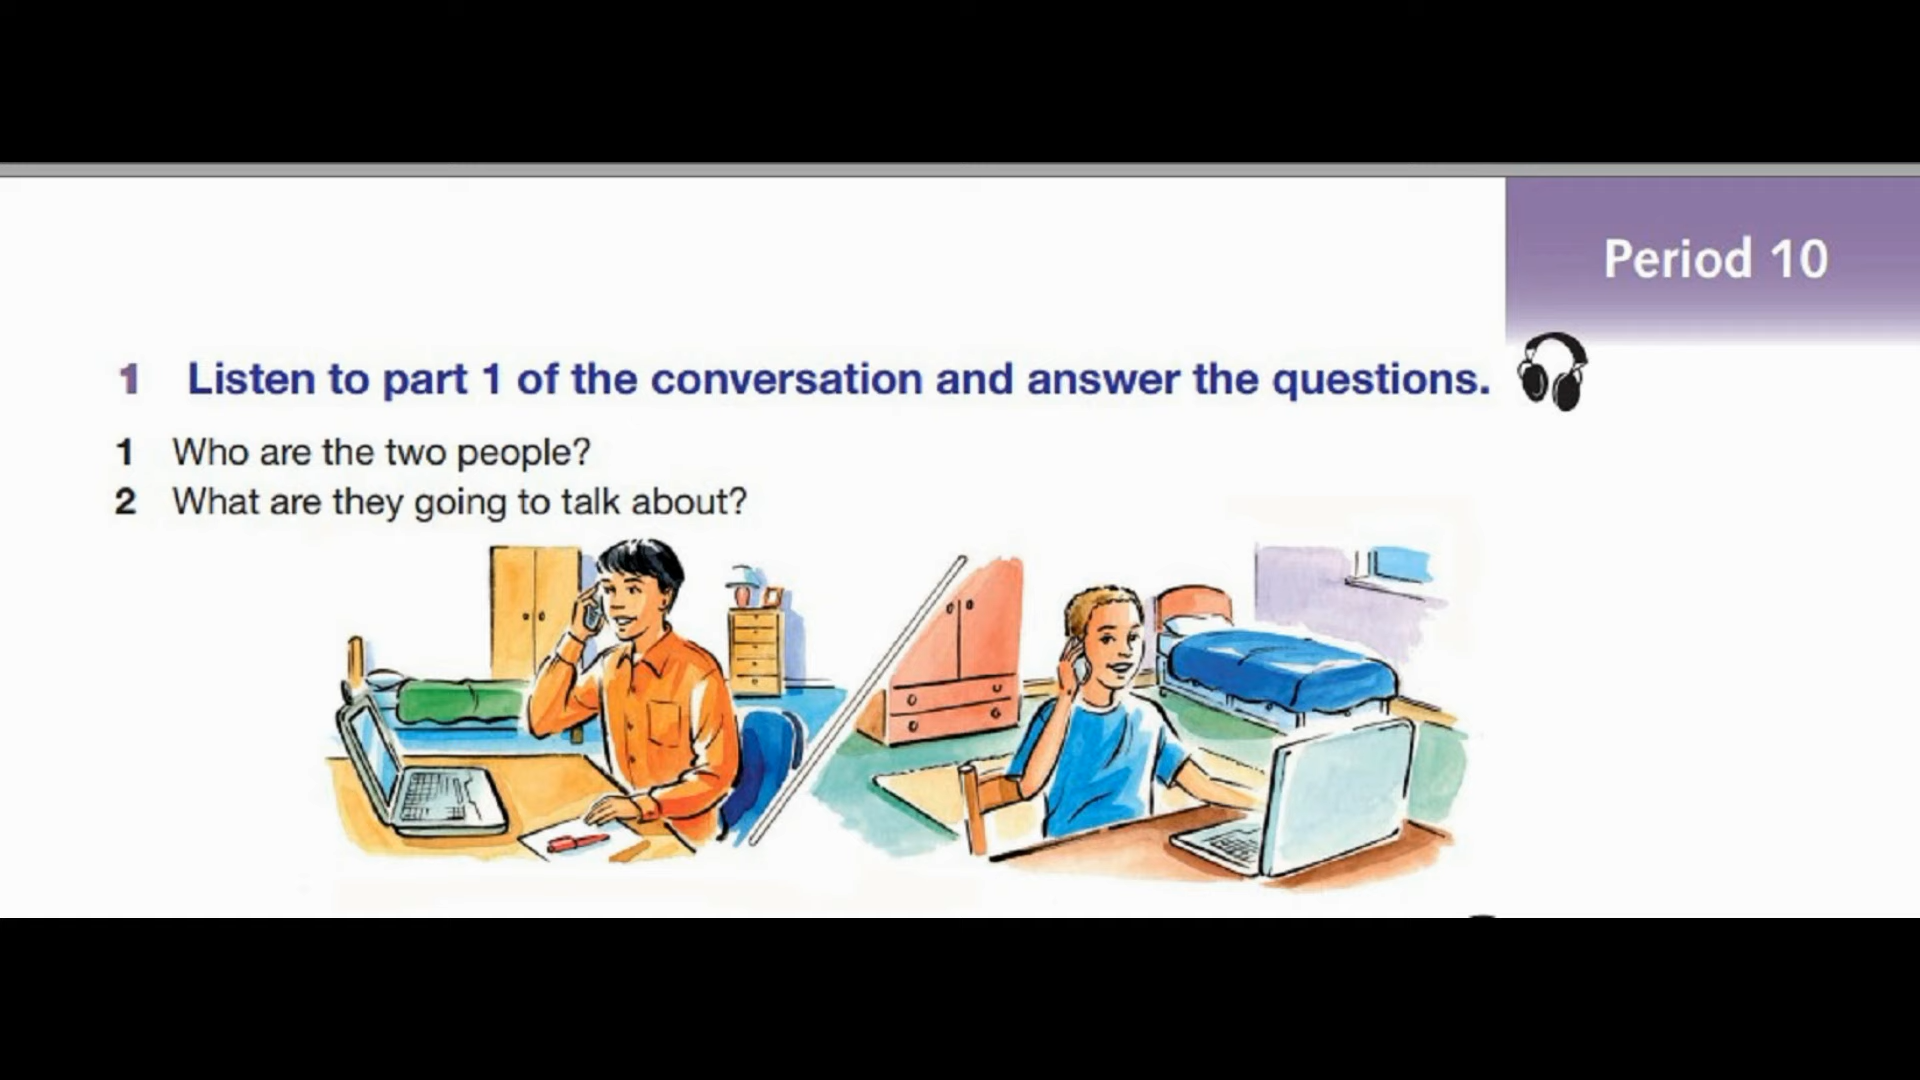 Period 10
1 Listen to part 1 of the conversation and answer the questions.
1 Who are the two people?
2 What are they going to talk about?